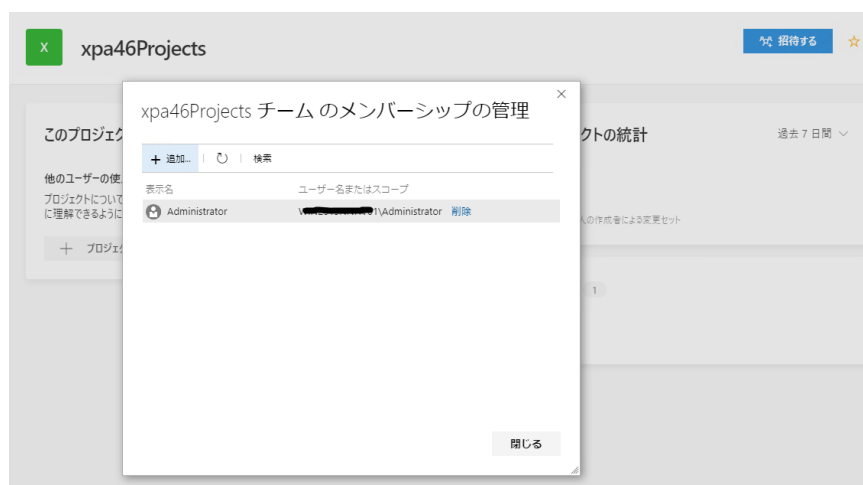 X
xpa46Projects
招待する
xpa46Projects チーム のメンバーシップの管理
このプロジェク
クトの統計
過去 7 日間
+ 追加...
検索
他のユーザーの使
表示名
ユーザー名またはスコープ
プロジェクトについて
に理解できるように
Administrator
1\Administrator 削除
人の作成者による変更セット
+ プロジェ
1
閉じる